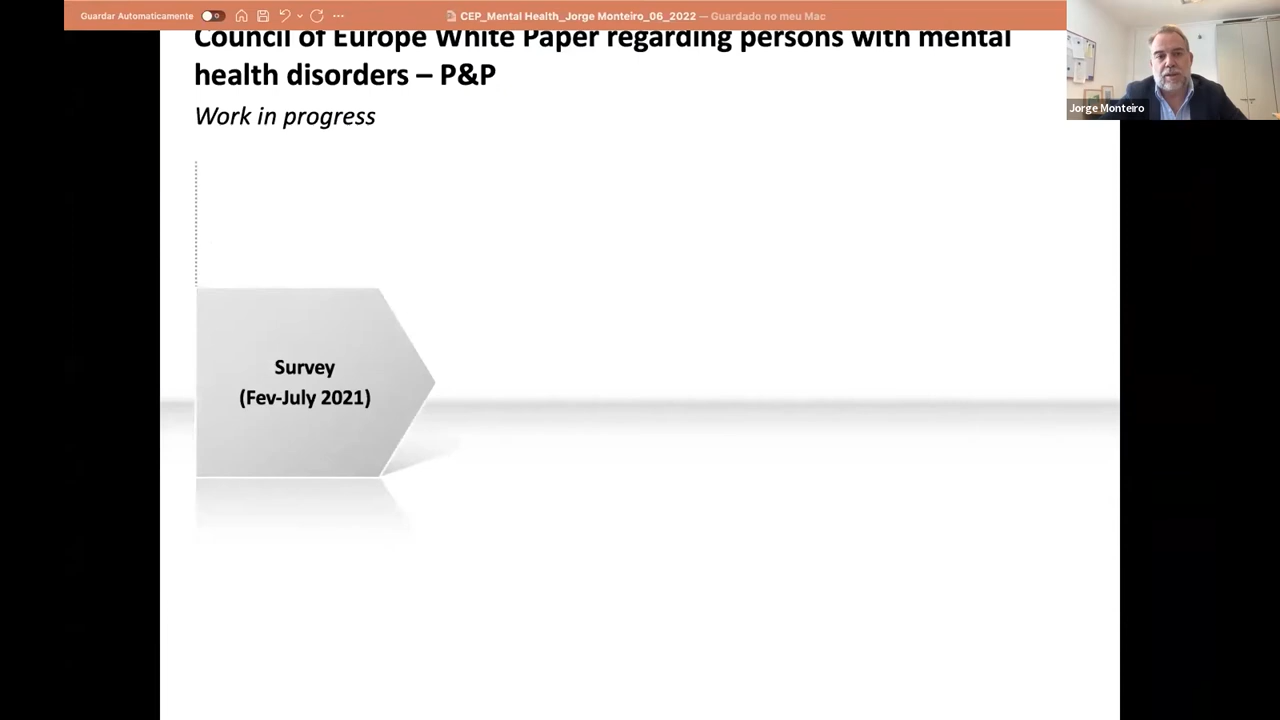 Guardar Automaticamente
CEP_Mental Health_Jorge Monteiro_06_2022 — Guardado no meu Mac
Council of Europe White Paper regarding persons with mental
health disorders – P&P
Work in progress
Jorge Monteiro
Survey
(Fev-July 2021)